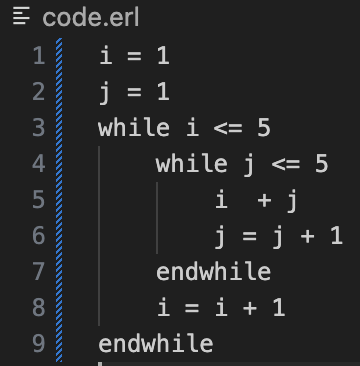 code.erl
1 i = 1
2 j = 1
3 while i <= 5
4     while j <= 5
5         i  + j
6         j = j + 1
7     endwhile
8     i = i + 1
9 endwhile